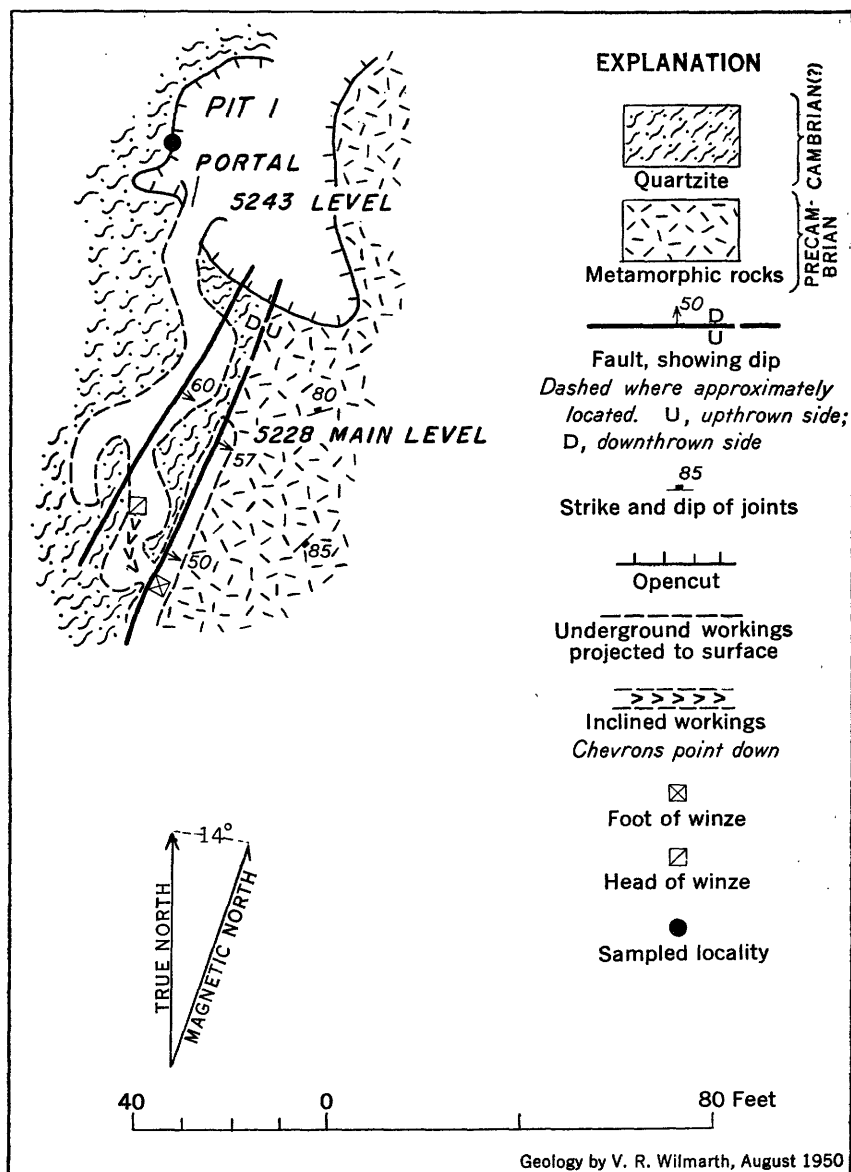 PIT I
PORTAL
5243 LEVEL
D U
60
80
5228 MAIN LEVEL
57
50
85
14°
TRUE NORTH
MAGNETIC NORTH
40 0 80 Feet
EXPLANATION
Quartzite
CAMBRIAN(?)
Metamorphic rocks
PRECAM-
BRIAN
50 D
U
Fault, showing dip
Dashed where approximately
located. U, upthrown side;
D, downthrown side
85
Strike and dip of joints
Opencut
Underground workings
projected to surface
Inclined workings
Chevrons point down
Foot of winze
Head of winze
Sampled locality
Geology by V. R. Wilmarth, August 1950